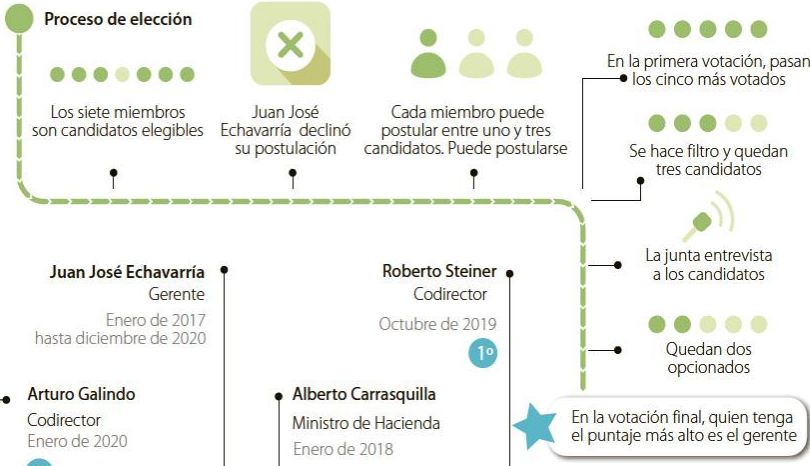 Proceso de elección
Los siete miembros
son candidatos elegibles
Juan José
Echavarría declinó
su postulación
Cada miembro puede
postular entre uno y tres
candidatos. Puede postularse
En la primera votación, pasan
los cinco más votados
Se hace filtro y quedan
tres candidatos
La junta entrevista
a los candidatos
Quedan dos
opcionados
En la votación final, quien tenga
el puntaje más alto es el gerente
Juan José Echavarría
Gerente
Enero de 2017
hasta diciembre de 2020
Roberto Steiner
Codirector
Octubre de 2019
1º
Arturo Galindo
Codirector
Enero de 2020
Alberto Carrasquilla
Ministro de Hacienda
Enero de 2018